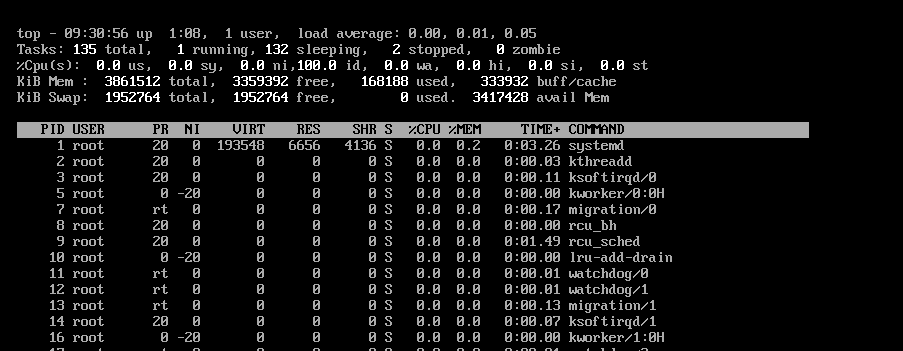 top - 09:30:56 up  1:08,  1 user,  load average: 0.00, 0.01, 0.05
Tasks: 135 total,   1 running, 132 sleeping,   2 stopped,   0 zombie
%Cpu(s):  0.0 us,  0.0 sy,  0.0 ni,100.0 id,  0.0 wa,  0.0 hi,  0.0 si,  0.0 st
KiB Mem :  3861512 total,  3359392 free,   168188 used,   333932 buff/cache
KiB Swap:  1952764 total,  1952764 free,        0 used.  3417428 avail Mem
PID USER      PR  NI    VIRT    RES    SHR S  %CPU %MEM     TIME+ COMMAND
1 root      20   0  193548   6656   4136 S   0.0  0.2   0:03.26 systemd
2 root      20   0       0      0      0 S   0.0  0.0   0:00.03 kthreadd
3 root      20   0       0      0      0 S   0.0  0.0   0:00.11 ksoftirqd/0
5 root       0 -20       0      0      0 S   0.0  0.0   0:00.00 kworker/0:0H
7 root      rt   0       0      0      0 S   0.0  0.0   0:00.17 migration/0
8 root      20   0       0      0      0 S   0.0  0.0   0:00.00 rcu_bh
9 root      20   0       0      0      0 S   0.0  0.0   0:01.49 rcu_sched
10 root       0 -20       0      0      0 S   0.0  0.0   0:00.00 lru-add-drain
11 root      rt   0       0      0      0 S   0.0  0.0   0:00.01 watchdog/0
12 root      rt   0       0      0      0 S   0.0  0.0   0:00.01 watchdog/1
13 root      rt   0       0      0      0 S   0.0  0.0   0:00.13 migration/1
14 root      20   0       0      0      0 S   0.0  0.0   0:00.07 ksoftirqd/1
16 root       0 -20       0      0      0 S   0.0  0.0   0:00.00 kworker/1:0H